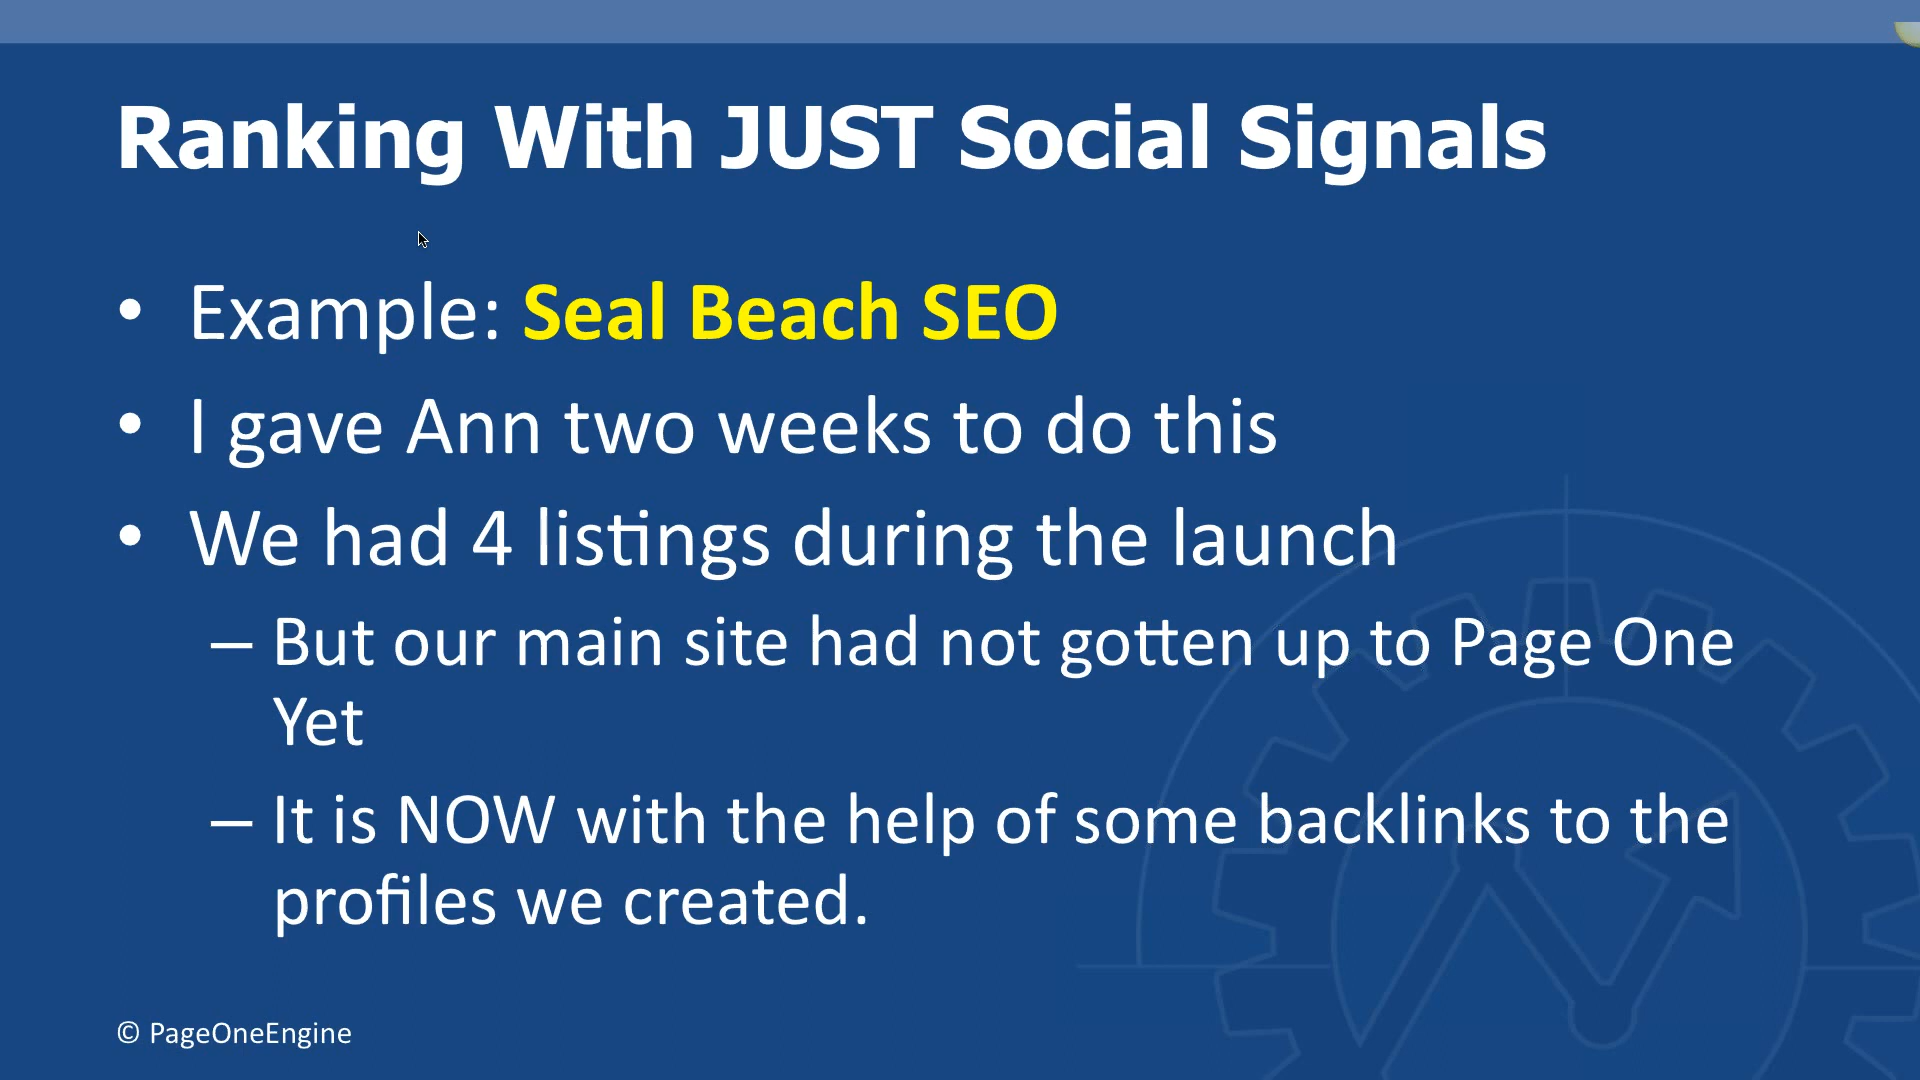 Ranking With JUST Social Signals
• Example: Seal Beach SEO
• I gave Ann two weeks to do this
• We had 4 listings during the launch
– But our main site had not gotten up to Page One
Yet
– It is NOW with the help of some backlinks to the
profiles we created.
© PageOneEngine